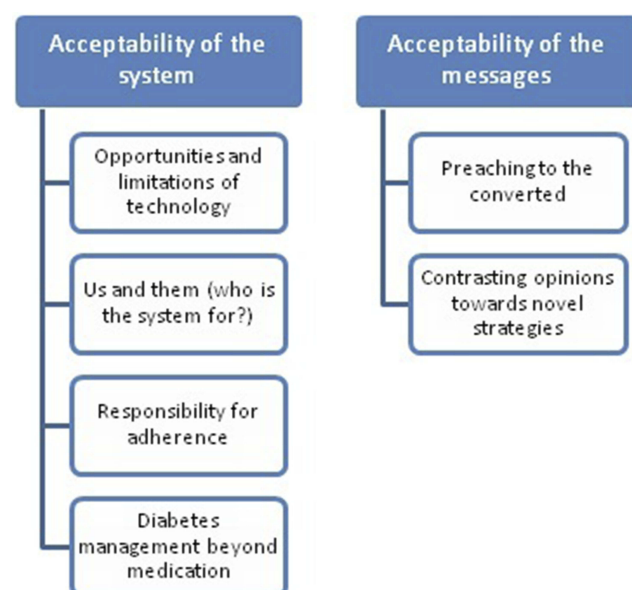 Acceptability of the
system
Opportunities and
limitations of
technology
Us and them (who is
the system for?)
Responsibility for
adherence
Diabetes
management beyond
medication
Acceptability of the
messages
Preaching to the
converted
Contrasting opinions
towards novel
strategies